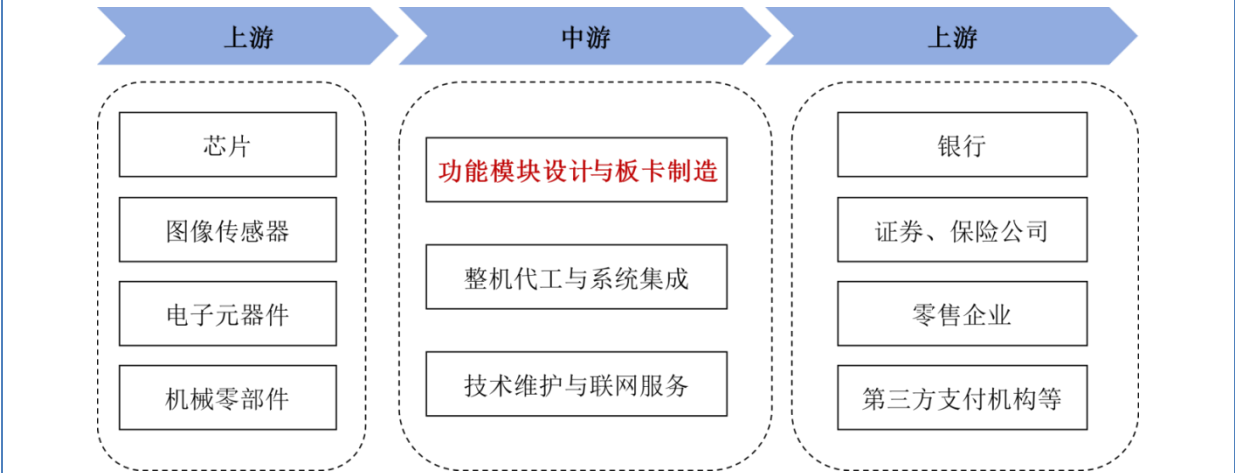 上游
中游
上游
芯片
图像传感器
电子元器件
机械零部件
功能模块设计与板卡制造
整机代工与系统集成
技术维护与联网服务
银行
证券、保险公司
零售企业
第三方支付机构等